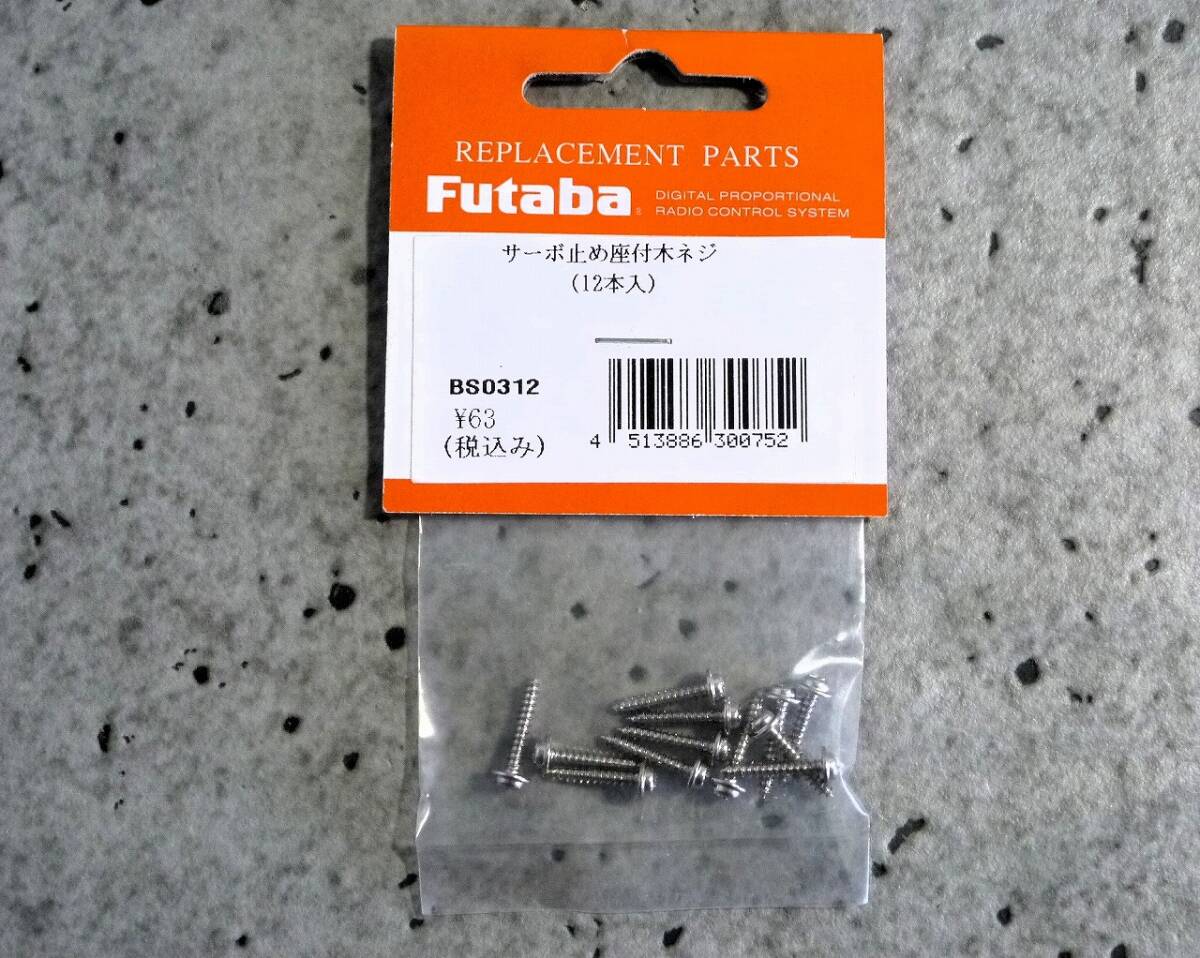 REPLACEMENT PARTS
Futaba®
DIGITAL PROPORTIONAL
RADIO CONTROL SYSTEM
サーボ止め座付木ネジ
(12本入)
BS0312
¥63
(税込み)
4 513886 300752